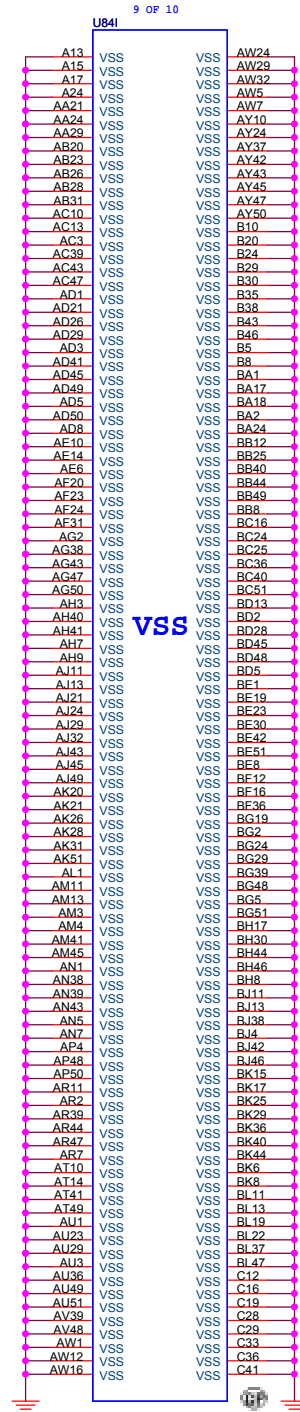 9 OF 10
U84I
A13 VSS VSS AW24
A15 VSS VSS AW29
A17 VSS VSS AW32
A24 VSS VSS AW5
AA21 VSS VSS AW7
AA24 VSS VSS AY10
AA29 VSS VSS AY24
AB20 VSS VSS AY37
AB23 VSS VSS AY42
AB26 VSS VSS AY43
AB28 VSS VSS AY45
AB31 VSS VSS AY47
AC10 VSS VSS AY50
AC13 VSS VSS B10
AC3 VSS VSS B20
AC39 VSS VSS B24
AC43 VSS VSS B29
AC47 VSS VSS B30
AD1 VSS VSS B35
AD21 VSS VSS B38
AD26 VSS VSS B43
AD29 VSS VSS B46
AD3 VSS VSS B5
AD41 VSS VSS B8
AD45 VSS VSS BA1
AD49 VSS VSS BA17
AD5 VSS VSS BA18
AD50 VSS VSS BA2
AD8 VSS VSS BA24
AE10 VSS VSS BB12
AE14 VSS VSS BB25
AE6 VSS VSS BB40
AF20 VSS VSS BB44
AF23 VSS VSS BB49
AF24 VSS VSS BB8
AF31 VSS VSS BC16
AG2 VSS VSS BC24
AG38 VSS VSS BC25
AG43 VSS VSS BC36
AG47 VSS VSS BC40
AG50 VSS VSS BC51
AH3 VSS VSS BD13
AH40 VSS VSS BD2
VSS
AH41 VSS VSS BD28
AH7 VSS VSS BD45
AH9 VSS VSS BD48
AJ11 VSS VSS BD5
AJ13 VSS VSS BE1
AJ21 VSS VSS BE19
AJ24 VSS VSS BE23
AJ29 VSS VSS BE30
AJ32 VSS VSS BE42
AJ43 VSS VSS BE51
AJ45 VSS VSS BE8
AJ49 VSS VSS BF12
AK20 VSS VSS BF16
AK21 VSS VSS BF36
AK26 VSS VSS BG19
AK28 VSS VSS BG2
AK31 VSS VSS BG24
AK51 VSS VSS BG29
AL1 VSS VSS BG39
AM11 VSS VSS BG48
AM13 VSS VSS BG5
AM3 VSS VSS BG51
AM4 VSS VSS BH17
AM41 VSS VSS BH30
AM45 VSS VSS BH44
AN1 VSS VSS BH46
AN38 VSS VSS BH8
AN39 VSS VSS BJ11
AN43 VSS VSS BJ13
AN5 VSS VSS BJ38
AN7 VSS VSS BJ4
AP4 VSS VSS BJ42
AP48 VSS VSS BJ46
AP50 VSS VSS BK15
AR11 VSS VSS BK17
AR2 VSS VSS BK25
AR39 VSS VSS BK29
AR44 VSS VSS BK36
AR47 VSS VSS BK40
AR7 VSS VSS BK44
AT10 VSS VSS BK6
AT14 VSS VSS BK8
AT41 VSS VSS BL11
AT49 VSS VSS BL13
AU1 VSS VSS BL19
AU23 VSS VSS BL22
AU29 VSS VSS BL37
AU3 VSS VSS BL47
AU36 VSS VSS C12
AU49 VSS VSS C16
AU51 VSS VSS C19
AV39 VSS VSS C28
AV48 VSS VSS C29
AW1 VSS VSS C33
AW12 VSS VSS C36
AW16 VSS VSS C41